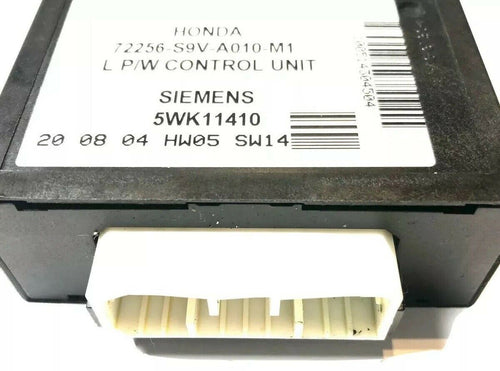 HONDA
72256-S9V-A010-M1
L P/W CONTROL UNIT
SIEMENS
5WK11410
20 08 04 HW05 SW14